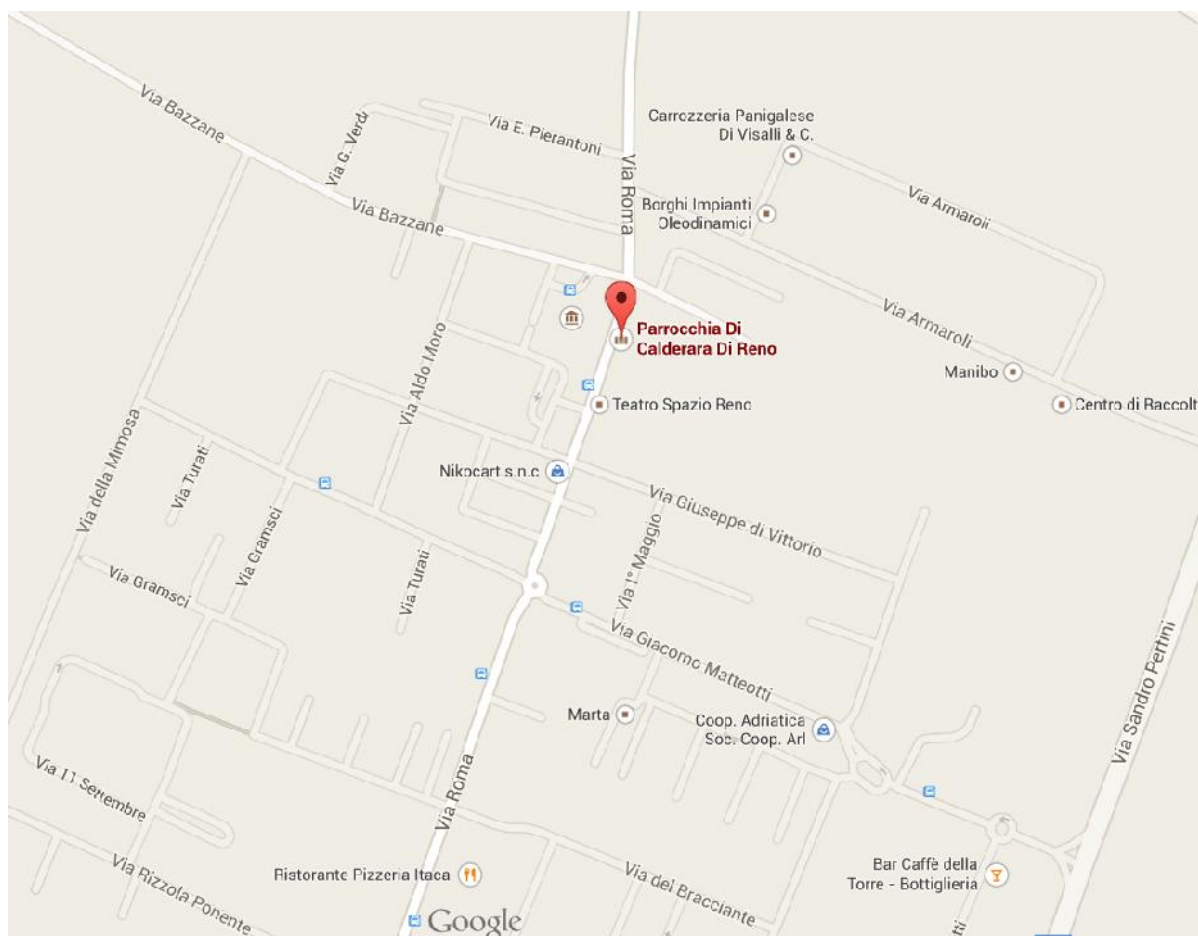 Via Bazzane
Via G. Verdi
Via E. Pierantoni
Carrozzeria Panigalese
Di Visalli & C.
Via Roma
Via Armaroli
Borghi Impianti
Oleodinamici
Via Bazzane
Via Armaroli
Parrocchia Di
Calderara Di Reno
Manibo
Centro di Raccolt
Via Aldo Moro
Teatro Spazio Reno
Via della Mimosa
Via Turati
Nikocart s.n.c
Via Giuseppe di Vittorio
Via Gramsci
Via 1° Maggio
Via Gramsci
Via Turati
Via Giacomo Matteotti
Via Sandro Pertini
Marta
Coop. Adriatica
Soc. Coop. Arl
Via 11 Settembre
Via Roma
Via Rizzola Ponente
Ristorante Pizzeria Itaca
Via del Bracciante
Bar Caffè della
Torre - Bottiglieria
Google